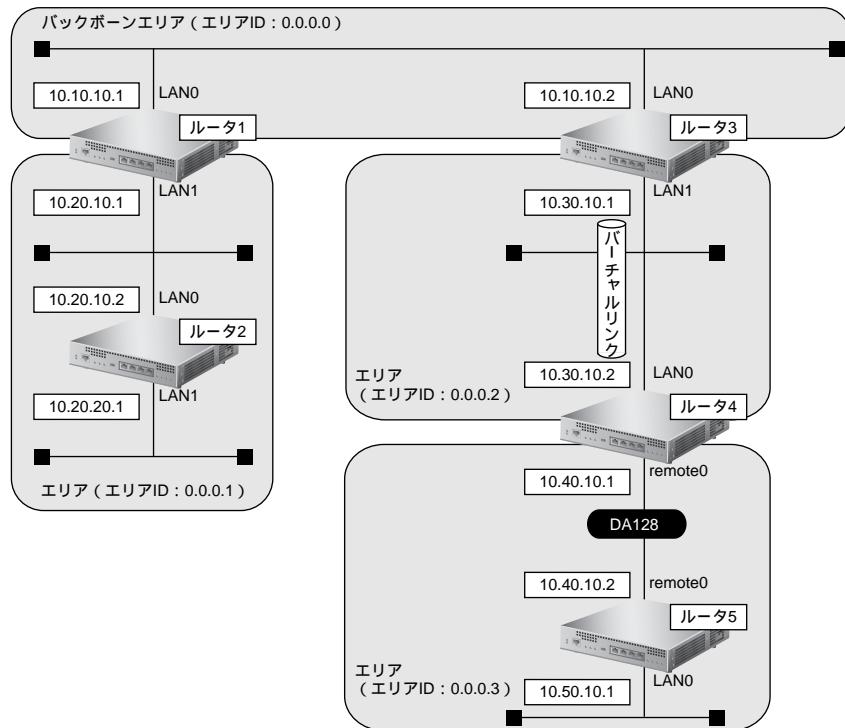 バックボーンエリア（エリアID：0.0.0.0）
10.10.10.1
LAN0
ルータ1
10.10.10.2
LAN0
ルータ3
10.20.10.1
LAN1
10.20.10.2
LAN0
ルータ2
10.20.20.1
LAN1
エリア（エリアID：0.0.0.1）
10.30.10.1
LAN1
バーチャルリンク
10.30.10.2
LAN0
ルータ4
エリア
（エリアID：0.0.0.2）
10.40.10.1
remote0
DA128
10.40.10.2
remote0
ルータ5
エリア
（エリアID：0.0.0.3）
10.50.10.1
LAN0